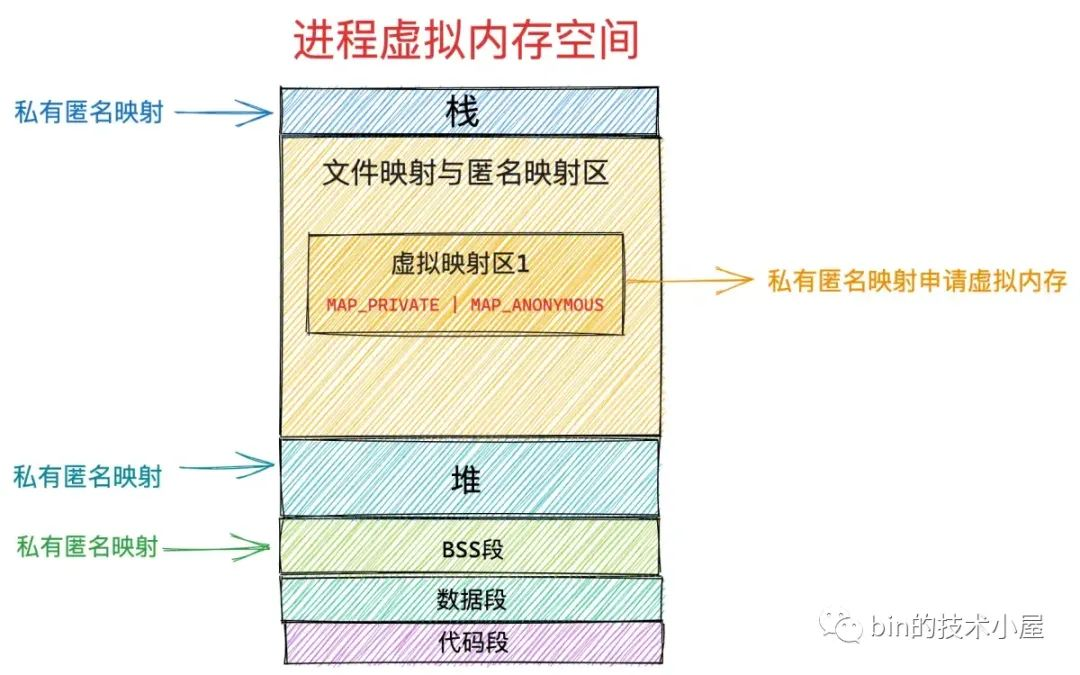 进程虚拟内存空间
私有匿名映射
栈
文件映射与匿名映射区
虚拟映射区1
MAP_PRIVATE | MAP_ANONYMOUS
私有匿名映射申请虚拟内存
私有匿名映射
堆
私有匿名映射
BSS段
数据段
代码段
bin的技术小屋